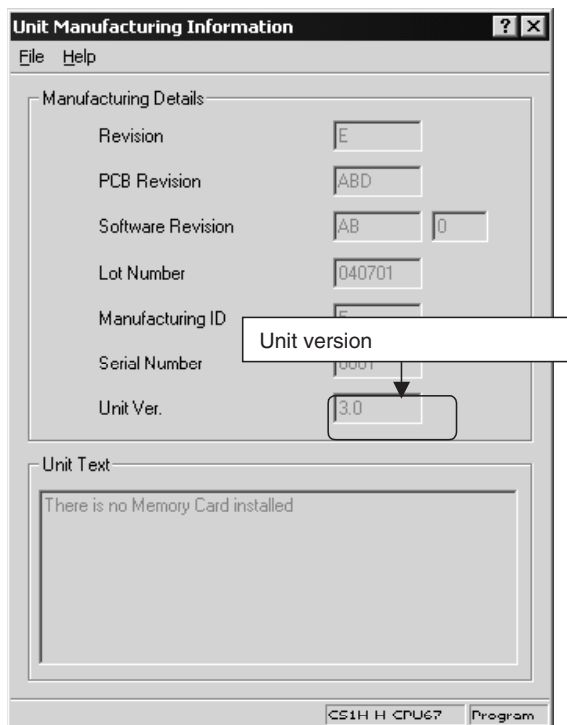 Unit Manufacturing Information
File Help
Manufacturing Details
Revision E
PCB Revision ABD
Software Revision AB 0
Lot Number 040701
Manufacturing ID
Unit version
Serial Number 0001
Unit Ver. 3.0
Unit Text
There is no Memory Card installed
CS1H-H CPU67 Program